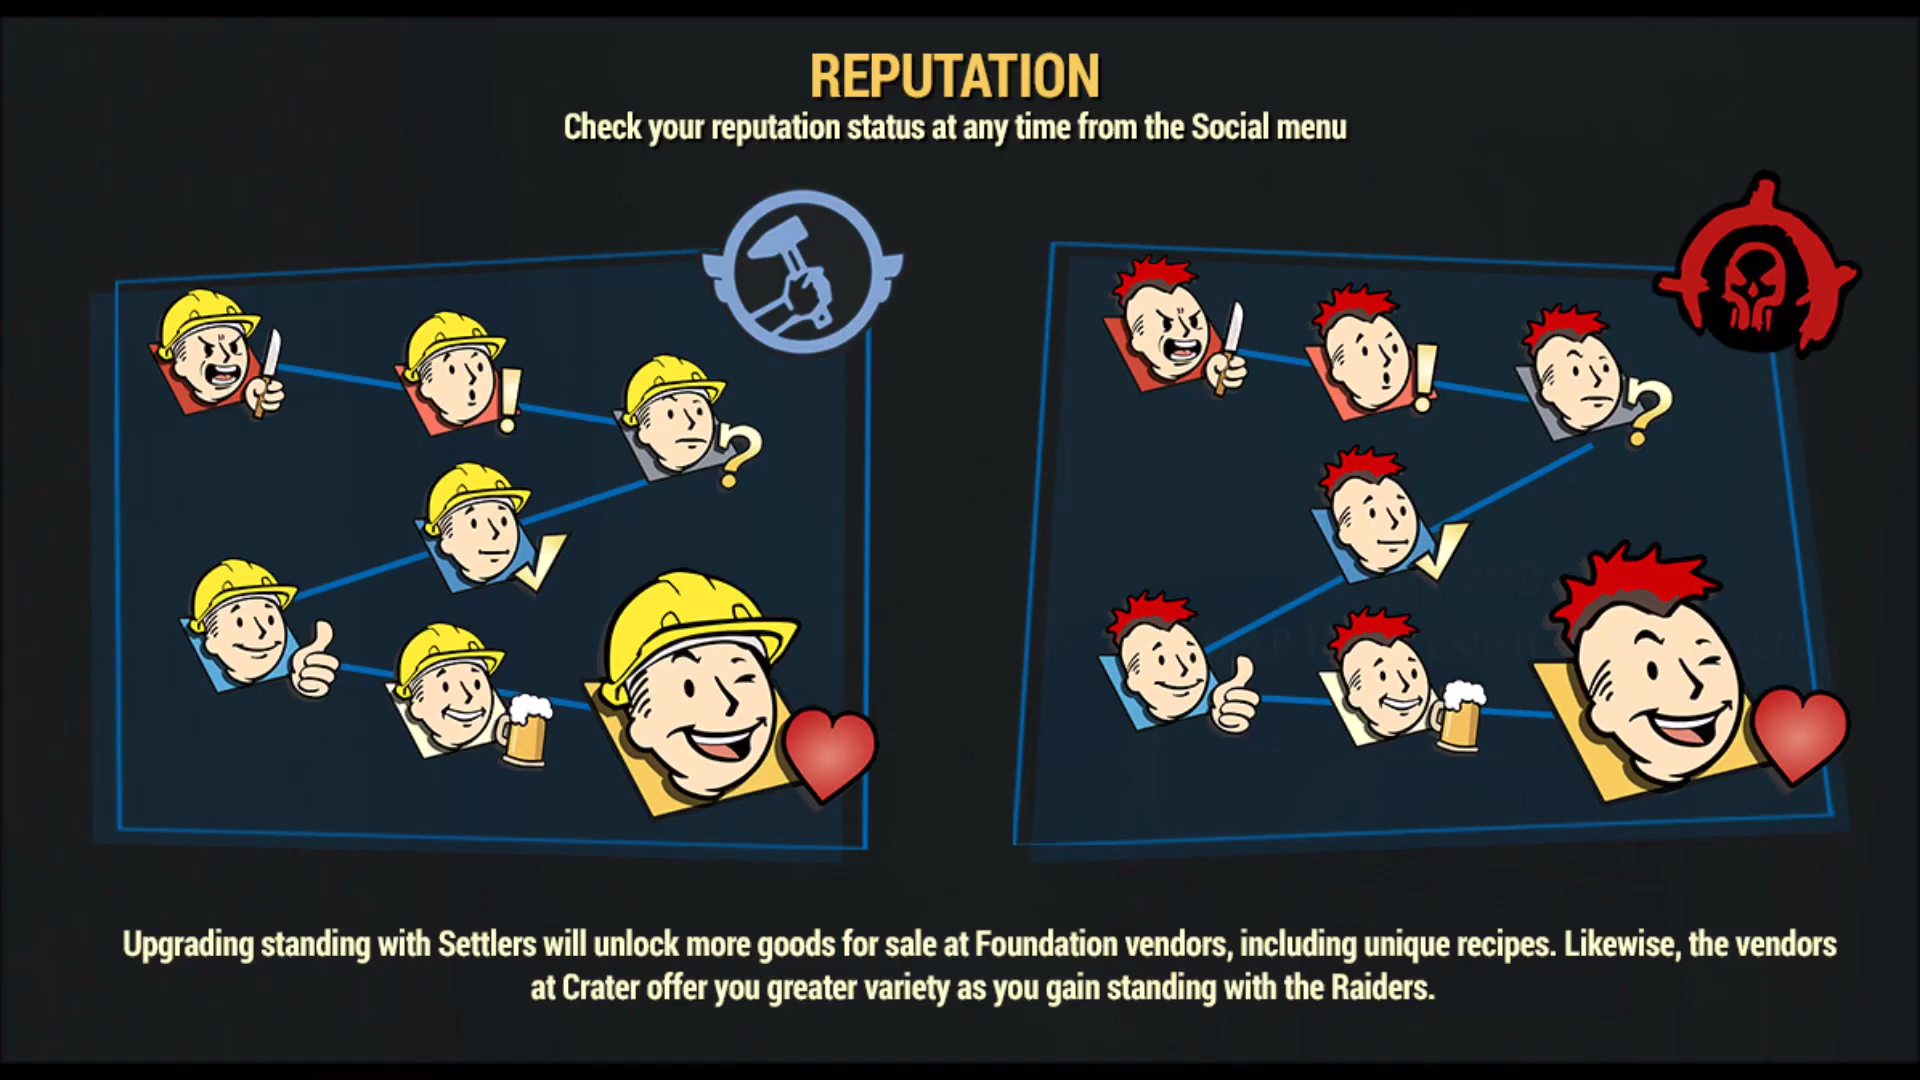 REPUTATION
Check your reputation status at any time from the Social menu
Upgrading standing with Settlers will unlock more goods for sale at Foundation vendors, including unique recipes. Likewise, the vendors
at Crater offer you greater variety as you gain standing with the Raiders.